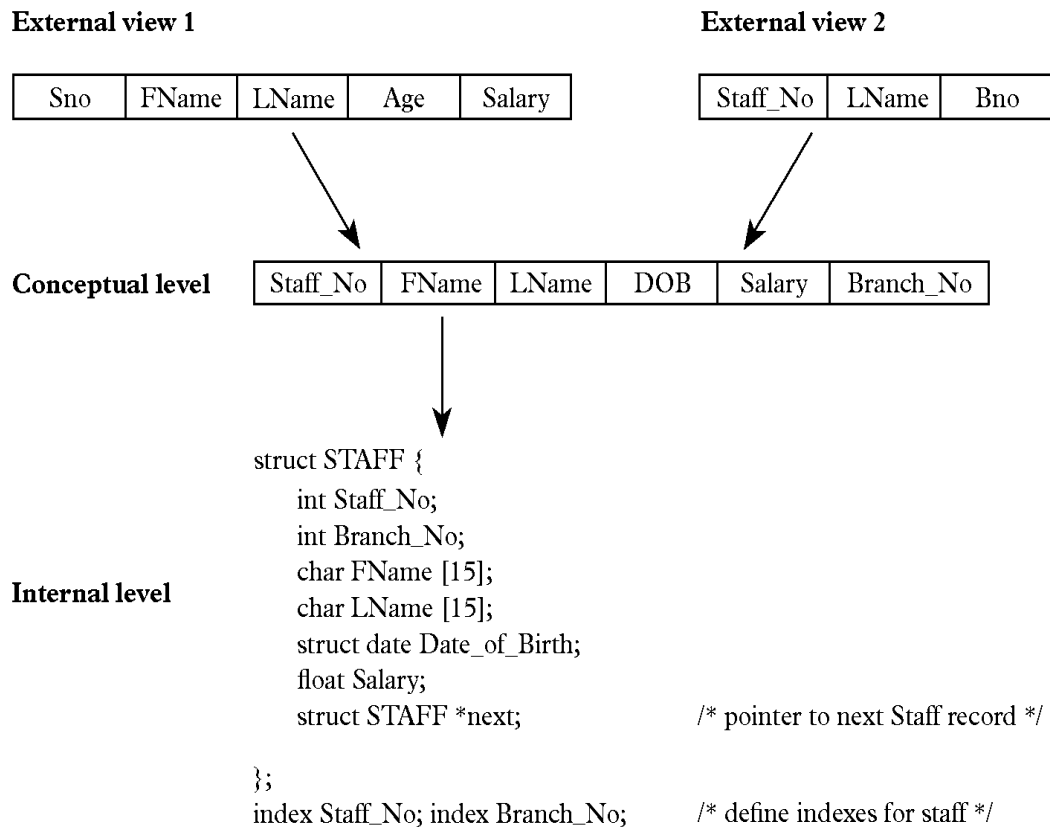 External view 1 External view 2
Sno FName LName Age Salary Staff_No LName Bno
Conceptual level Staff_No FName LName DOB Salary Branch_No
struct STAFF {
int Staff_No;
int Branch_No;
char FName [15];
Internal level char LName [15];
struct date Date_of_Birth;
float Salary;
struct STAFF *next; /* pointer to next Staff record */
};
index Staff_No; index Branch_No; /* define indexes for staff */